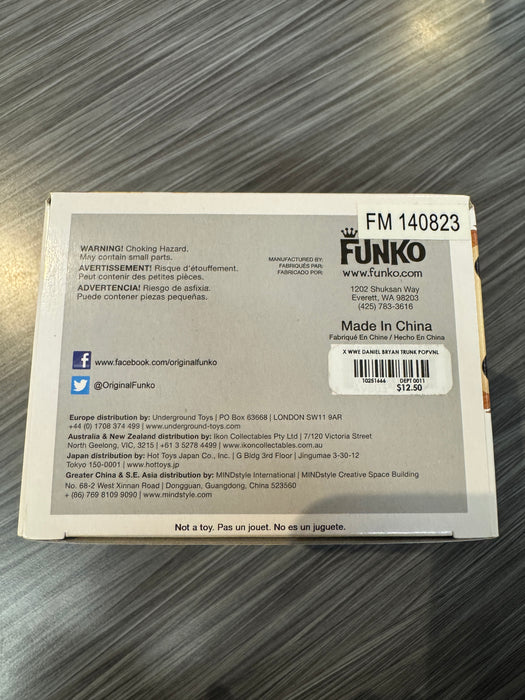 FM 140823
FUNKO
www.funko.com
WARNING! Choking Hazard.
May contain small parts.
AVERTISSEMENT! Risque d'étouffement.
Peut contenir des petites pièces.
ADVERTENCIA! Riesgo de asfixia.
Puede contener piezas pequeñas.
MANUFACTURED BY:
FABRIQUÉS PAR:
FABRICADO POR:
1202 Shuksan Way
Everett, WA 98203
(425) 783-3616
Made In China
Fabriqué En Chine / Hecho En China
X WWE DANIEL BRYAN TRUNK POPVNL
10251666 DEPT 0011
$12.50
www.facebook.com/originalfunko
@OriginalFunko
Europe distribution by: Underground Toys | PO BOX 63668 | LONDON SW11 9AR
+44 (0) 1708 374 499 | www.underground-toys.com
Australia & New Zealand distribution by: Ikon Collectables Pty Ltd | 7/120 Victoria Street
North Geelong, VIC, 3215 | +61 3 5278 4499 | www.ikoncollectables.com.au
Japan distribution by: Hot Toys Japan Co., Inc. | G Bldg 3rd Floor | Jingumae 3-30-12
Tokyo 150-0001 | www.hottoys.jp
Greater China & S.E. Asia distribution by: MINDstyle International | MINDstyle Creative Space Building
No. 68-2 West Xinnan Road | Dongguan, Guangdong, China 523560
+ (86) 769 8109 9090 | www.mindstyle.com
Not a toy. Pas un jouet. No es un juguete.